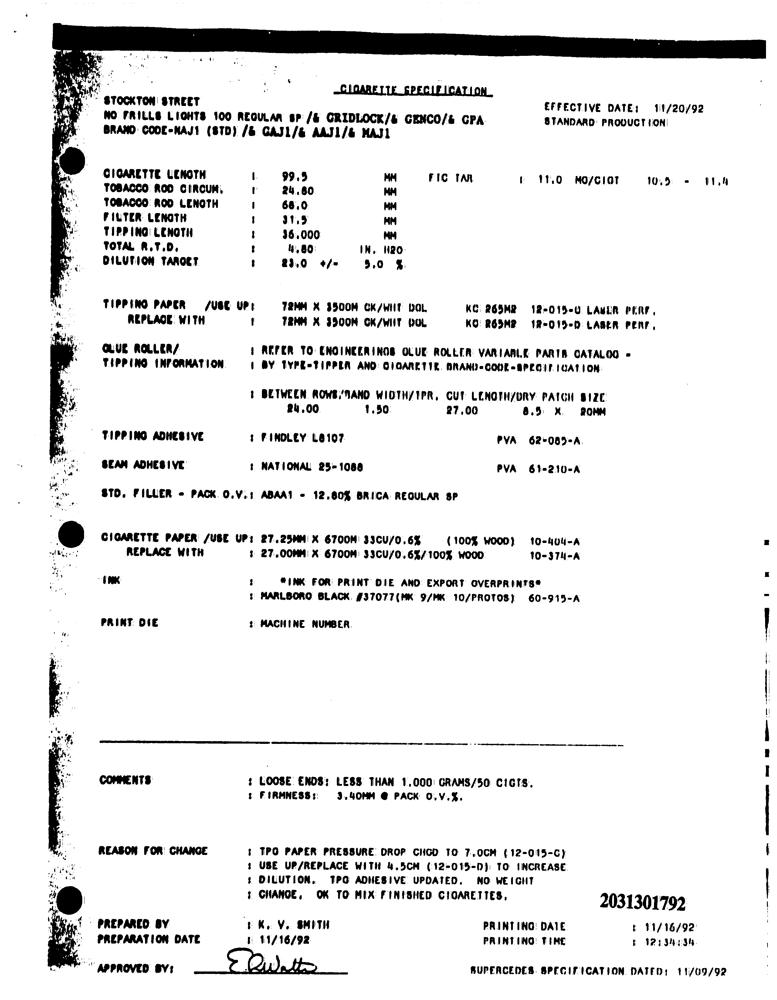 CIGARETTE SPECIFICATION
STOCKTON STREET
EFFECTIVE DATE: 11/20/92
NO FRILLS LIGHTS 100 REGULAR SP /& GRIDLOCK/& GENCO/& GPA
STANDARD PRODUCTION
BRAND CODE-NAJ1 (STD) /& GAJ1/& AAJ1/& MAJ1
CIGARETTE LENGTH : 99.5 MM FTC TAR : 11.0 MG/CIGT 10.5 - 11.4
TOBACCO ROD CIRCUM. : 24.80 MM
TOBACCO ROD LENGTH : 68.0 MM
FILTER LENGTH : 31.5 MM
TIPPING LENGTH : 36.000 MM
TOTAL R.T.D. : 4.80 IN. H2O
DILUTION TARGET : 23.0 +/- 5.0 %
TIPPING PAPER /USE UP: 72MM X 3500M CK/WHT DOL KC 265M2 12-015-C LASER PERF.
REPLACE WITH : 72MM X 3500M CK/WHT DOL KC 265M2 12-015-D LASER PERF.
GLUE ROLLER/ : REFER TO ENGINEERINGS GLUE ROLLER VARIABLE PARTS CATALOG -
TIPPING INFORMATION : BY TYPE-TIPPER AND CIGARETTE BRAND-CODE-SPECIFICATION
: BETWEEN ROWS/BAND WIDTH/TPR. CUT LENGTH/DRY PATCH SIZE
24.00 1.50 27.00 8.5 X 20MM
TIPPING ADHESIVE : FINDLEY L8107 PVA 62-085-A
SEAM ADHESIVE : NATIONAL 25-1088 PVA 61-210-A
STD. FILLER - PACK O.V.: ABAA1 - 12.80% BRICA REGULAR SP
CIGARETTE PAPER /USE UP: 27.25MM X 6700M 33CU/0.6% (100% WOOD) 10-404-A
REPLACE WITH : 27.00MM X 6700M 33CU/0.6%/100% WOOD 10-374-A
INK : *INK FOR PRINT DIE AND EXPORT OVERPRINTS*
: MARLBORO BLACK #37077(MK 9/MK 10/PROTOS) 60-915-A
PRINT DIE : MACHINE NUMBER
COMMENTS : LOOSE ENDS: LESS THAN 1.000 GRAMS/50 CIGTS.
: FIRMNESS: 3.40MM @ PACK O.V.%.
REASON FOR CHANGE : TPG PAPER PRESSURE DROP CHGD TO 7.0CM (12-015-C)
: USE UP/REPLACE WITH 4.5CM (12-015-D) TO INCREASE
: DILUTION. TPG ADHESIVE UPDATED. NO WEIGHT
: CHANGE. OK TO MIX FINISHED CIGARETTES.
2031301792
PREPARED BY : K. V. SMITH PRINTING DATE : 11/16/92
PREPARATION DATE : 11/16/92 PRINTING TIME : 12:34:34
APPROVED BY: SUPERCEDES SPECIFICATION DATED: 11/09/92